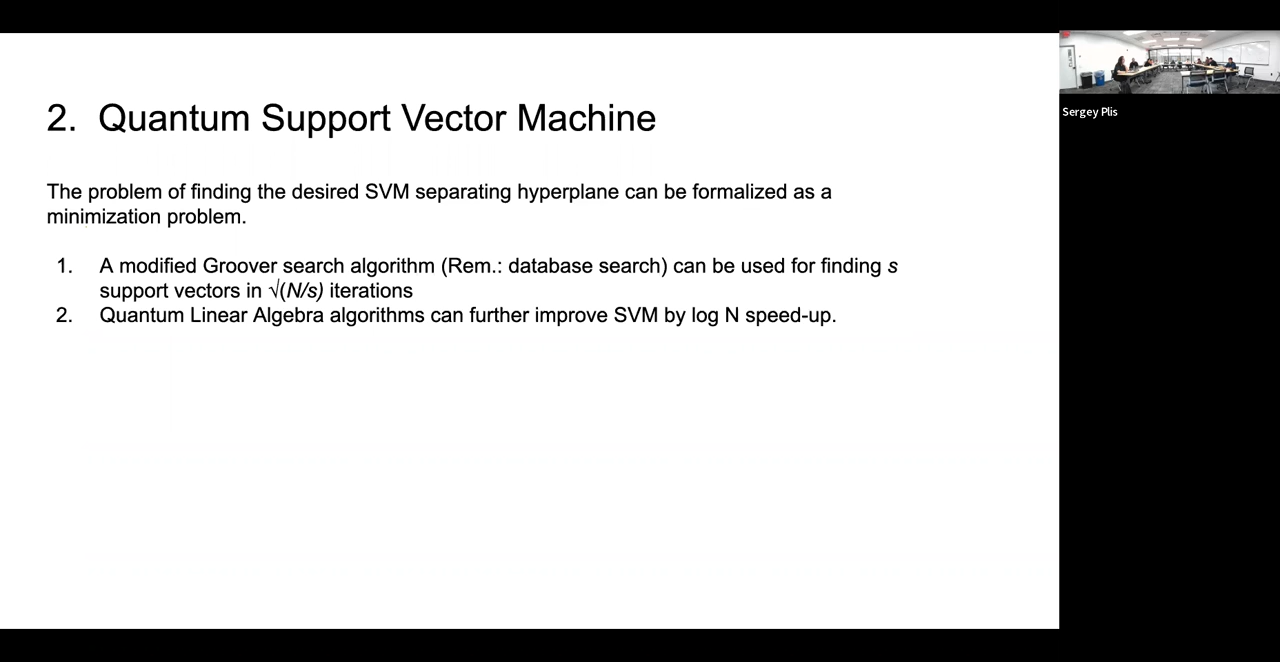 2. Quantum Support Vector Machine
The problem of finding the desired SVM separating hyperplane can be formalized as a
minimization problem.
1. A modified Groover search algorithm (Rem.: database search) can be used for finding s
support vectors in √(N/s) iterations
2. Quantum Linear Algebra algorithms can further improve SVM by log N speed-up.
Sergey Plis